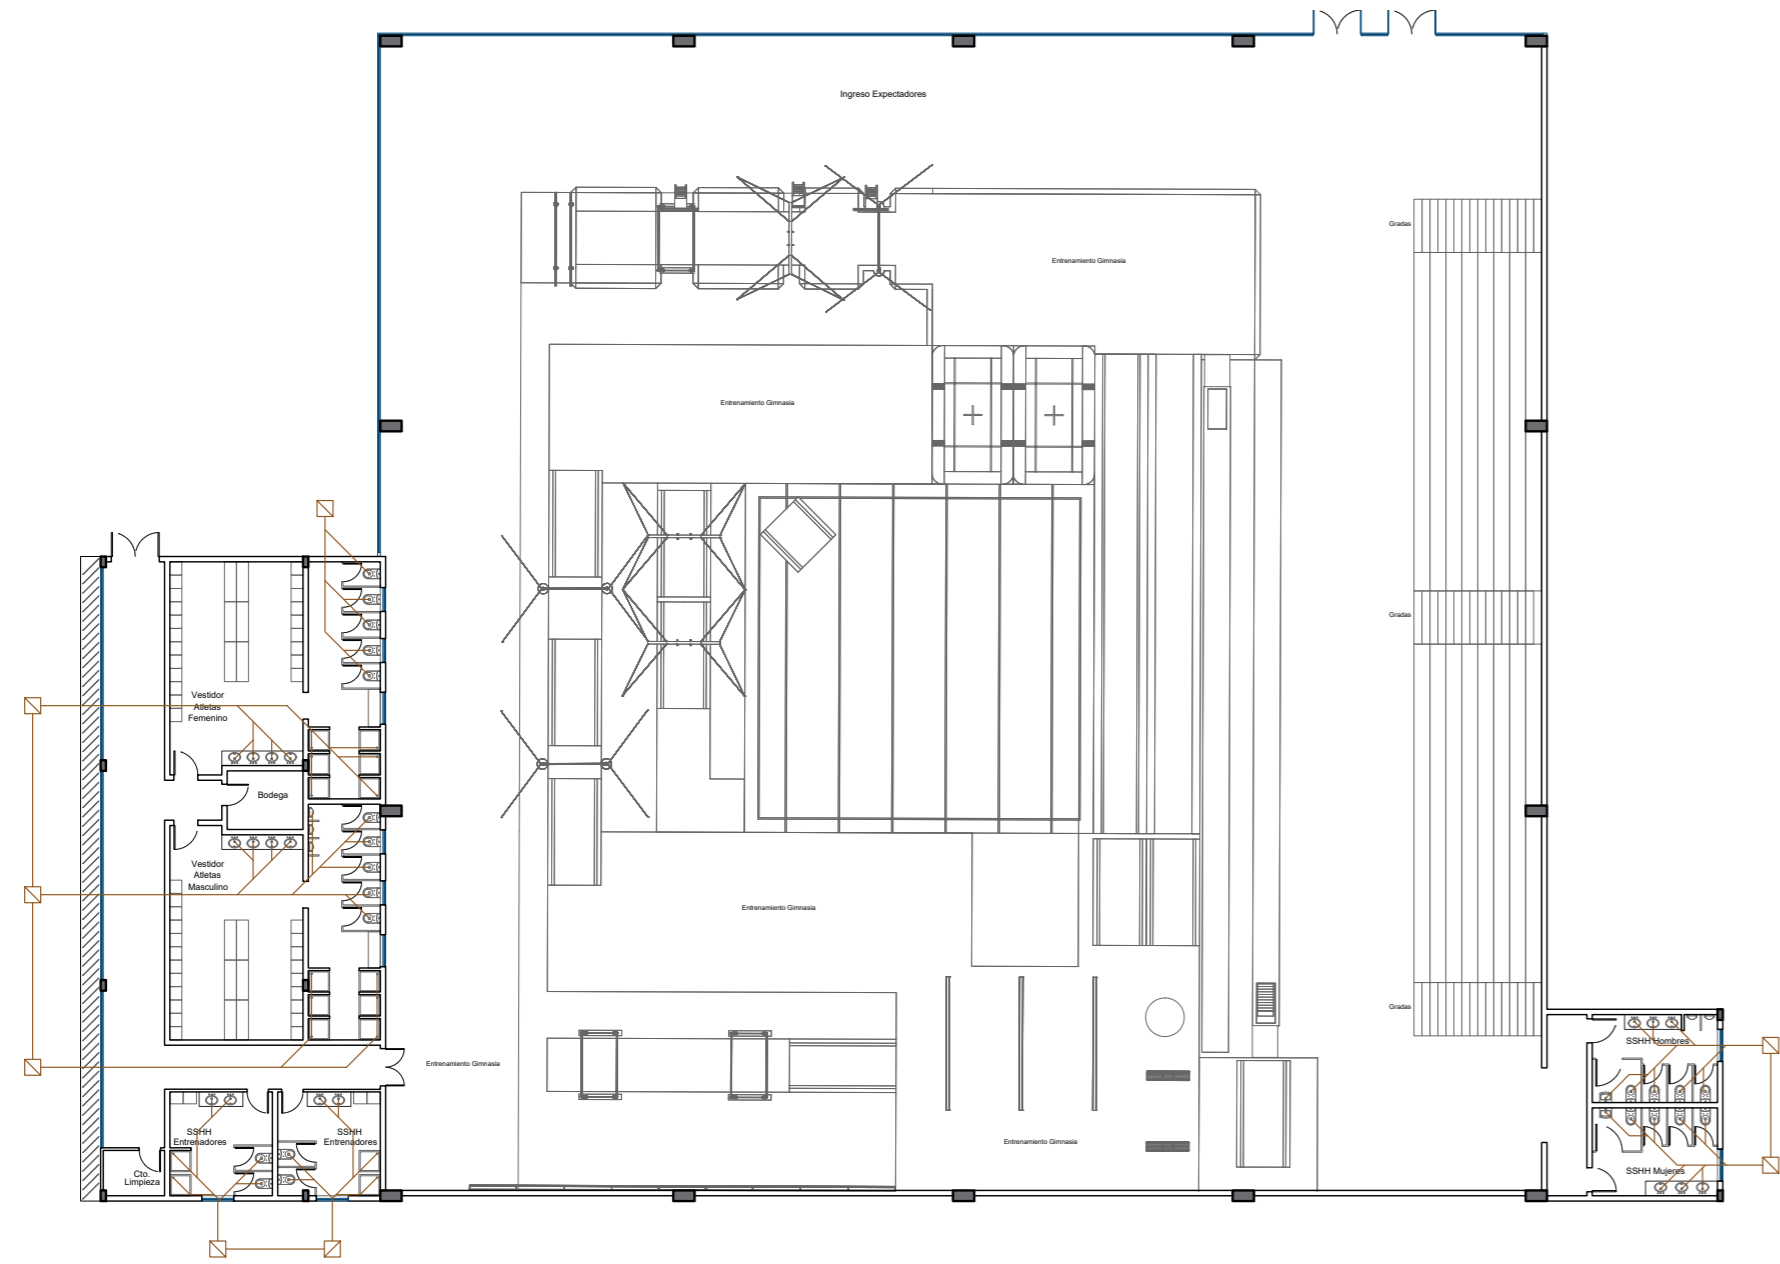 Ingreso Expectadores
Gradas
Entrenamiento Gimnasia
Entrenamiento Gimnasia
Gradas
Vestidor
Atletas
Femenino
Bodega
Vestidor
Atletas
Masculino
Entrenamiento Gimnasia
Gradas
Entrenamiento Gimnasia
SSHH Hombres
SSHH
Entrenadores
SSHH
Entrenadores
Entrenamiento Gimnasia
Cto.
Limpieza
SSHH Mujeres